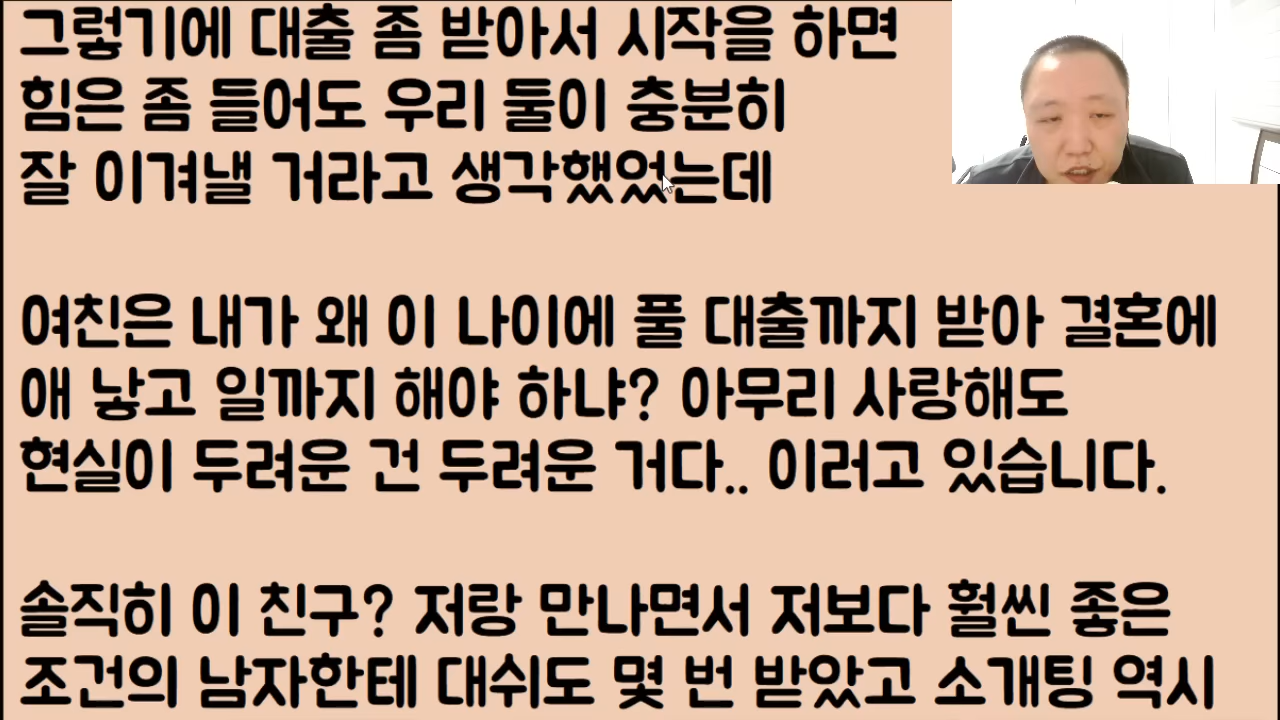 그렇기에 대출 좀 받아서 시작을 하면
힘은 좀 들어도 우리 둘이 충분히
잘 이겨낼 거라고 생각했었는데
여친은 내가 왜 이 나이에 풀 대출까지 받아 결혼에
애 낳고 일까지 해야 하냐? 아무리 사랑해도
현실이 두려운 건 두려운 거다.. 이러고 있습니다.
솔직히 이 친구? 저랑 만나면서 저보다 훨씬 좋은
조건의 남자한테 대쉬도 몇 번 받았고 소개팅 역시